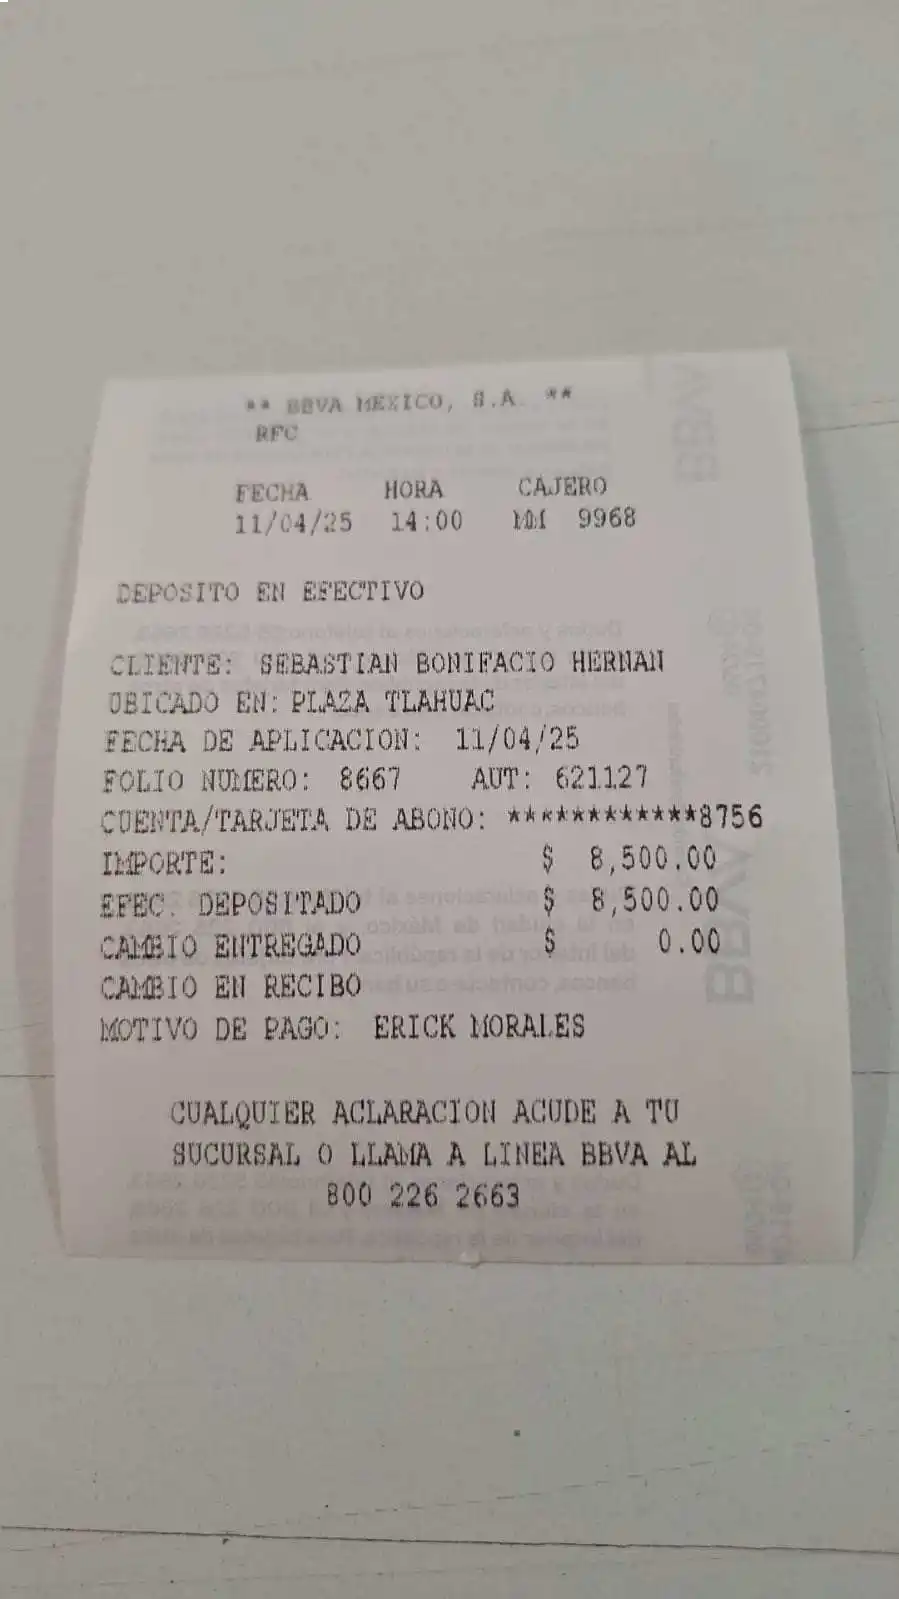 ** BBVA MEXICO, S.A. **
RFC
FECHA HORA CAJERO
11/04/25 14:00 MM1 9968
DEPOSITO EN EFECTIVO
CLIENTE: SEBASTIAN BONIFACIO HERNAN
UBICADO EN: PLAZA TLAHUAC
FECHA DE APLICACION: 11/04/25
FOLIO NUMERO: 8667 AUT: 621127
CUENTA/TARJETA DE ABONO: ************8756
IMPORTE: $ 8,500.00
EFEC. DEPOSITADO $ 8,500.00
CAMBIO ENTREGADO $ 0.00
CAMBIO EN RECIBO
MOTIVO DE PAGO: ERICK MORALES
CUALQUIER ACLARACION ACUDE A TU
SUCURSAL O LLAMA A LINEA BBVA AL
800 226 2663
BBVA
BBVA